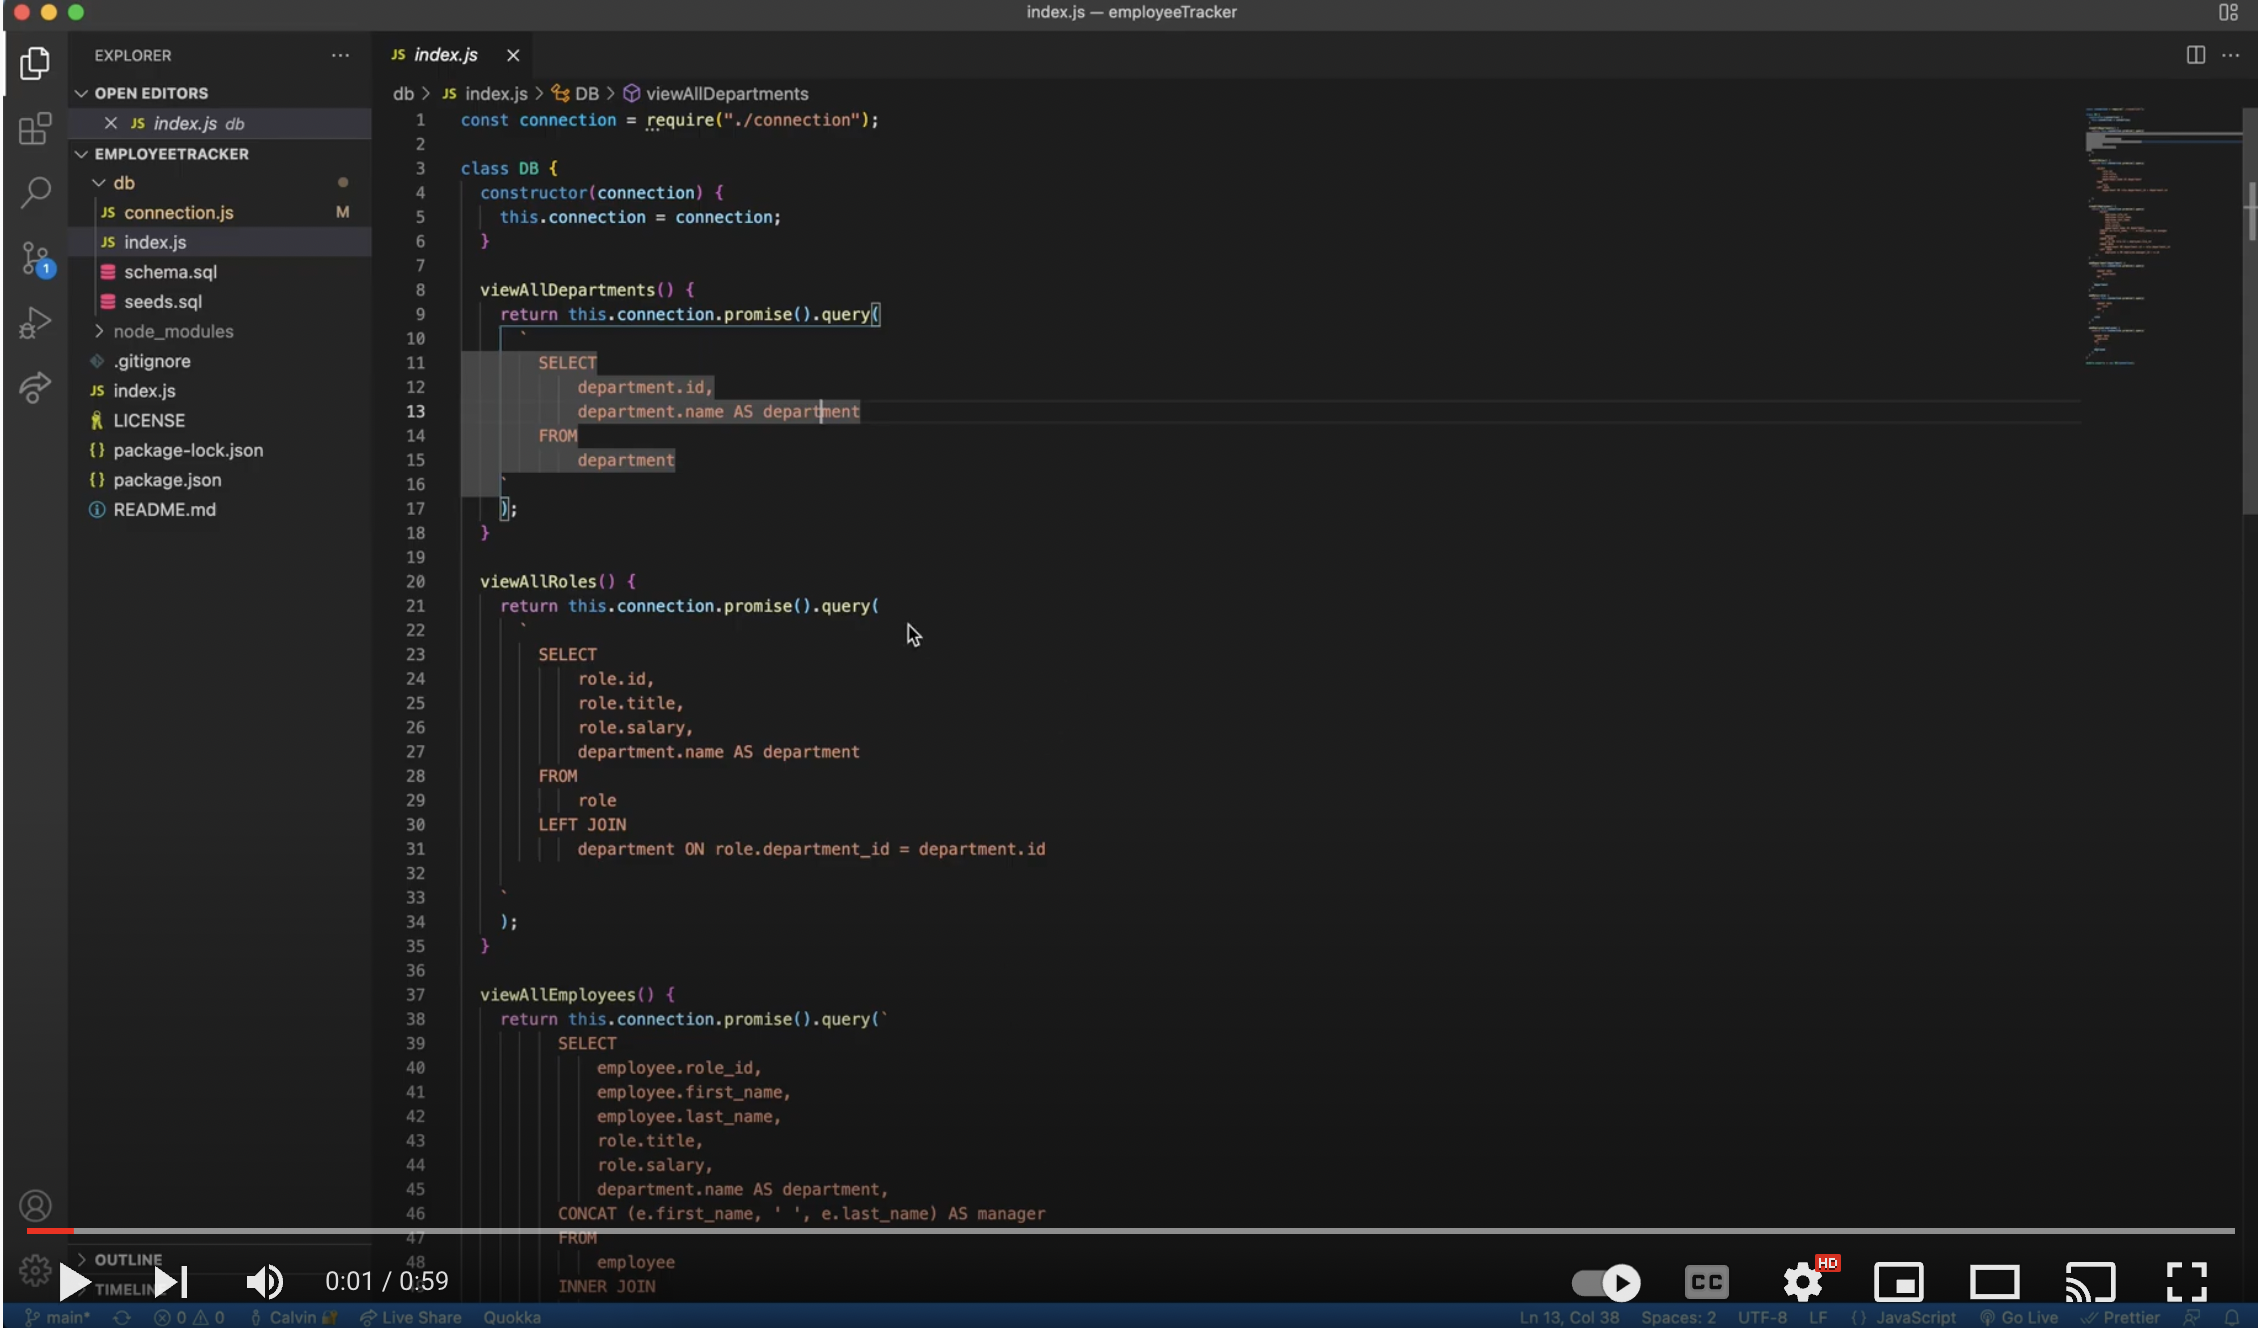 index.js — employeeTracker
EXPLORER
JS index.js
OPEN EDITORS
JS index.js db
db > JS index.js > DB > viewAllDepartments
EMPLOYEETRACKER
db
JS connection.js M
JS index.js
schema.sql
seeds.sql
node_modules
.gitignore
JS index.js
LICENSE
{} package-lock.json
{} package.json
README.md
1 const connection = require("./connection");
2
3 class DB {
4 constructor(connection) {
5 this.connection = connection;
6 }
7
8 viewAllDepartments() {
9 return this.connection.promise().query(
10 `
11 SELECT
12 department.id,
13 department.name AS department
14 FROM
15 department
16 `
17 );
18 }
19
20 viewAllRoles() {
21 return this.connection.promise().query(
22 `
23 SELECT
24 role.id,
25 role.title,
26 role.salary,
27 department.name AS department
28 FROM
29 role
30 LEFT JOIN
31 department ON role.department_id = department.id
32
33 `
34 );
35 }
36
37 viewAllEmployees() {
38 return this.connection.promise().query(`
39 SELECT
40 employee.role_id,
41 employee.first_name,
42 employee.last_name,
43 role.title,
44 role.salary,
45 department.name AS department,
46 CONCAT (e.first_name, ' ', e.last_name) AS manager
47 FROM
48 employee
INNER JOIN
1
OUTLINE
TIMELINE
0:01 / 0:59
CC
HD
main* 0 0 Calvin Live Share Quokka
Ln 13, Col 38 Spaces: 2 UTF-8 LF {} JavaScript Go Live Prettier